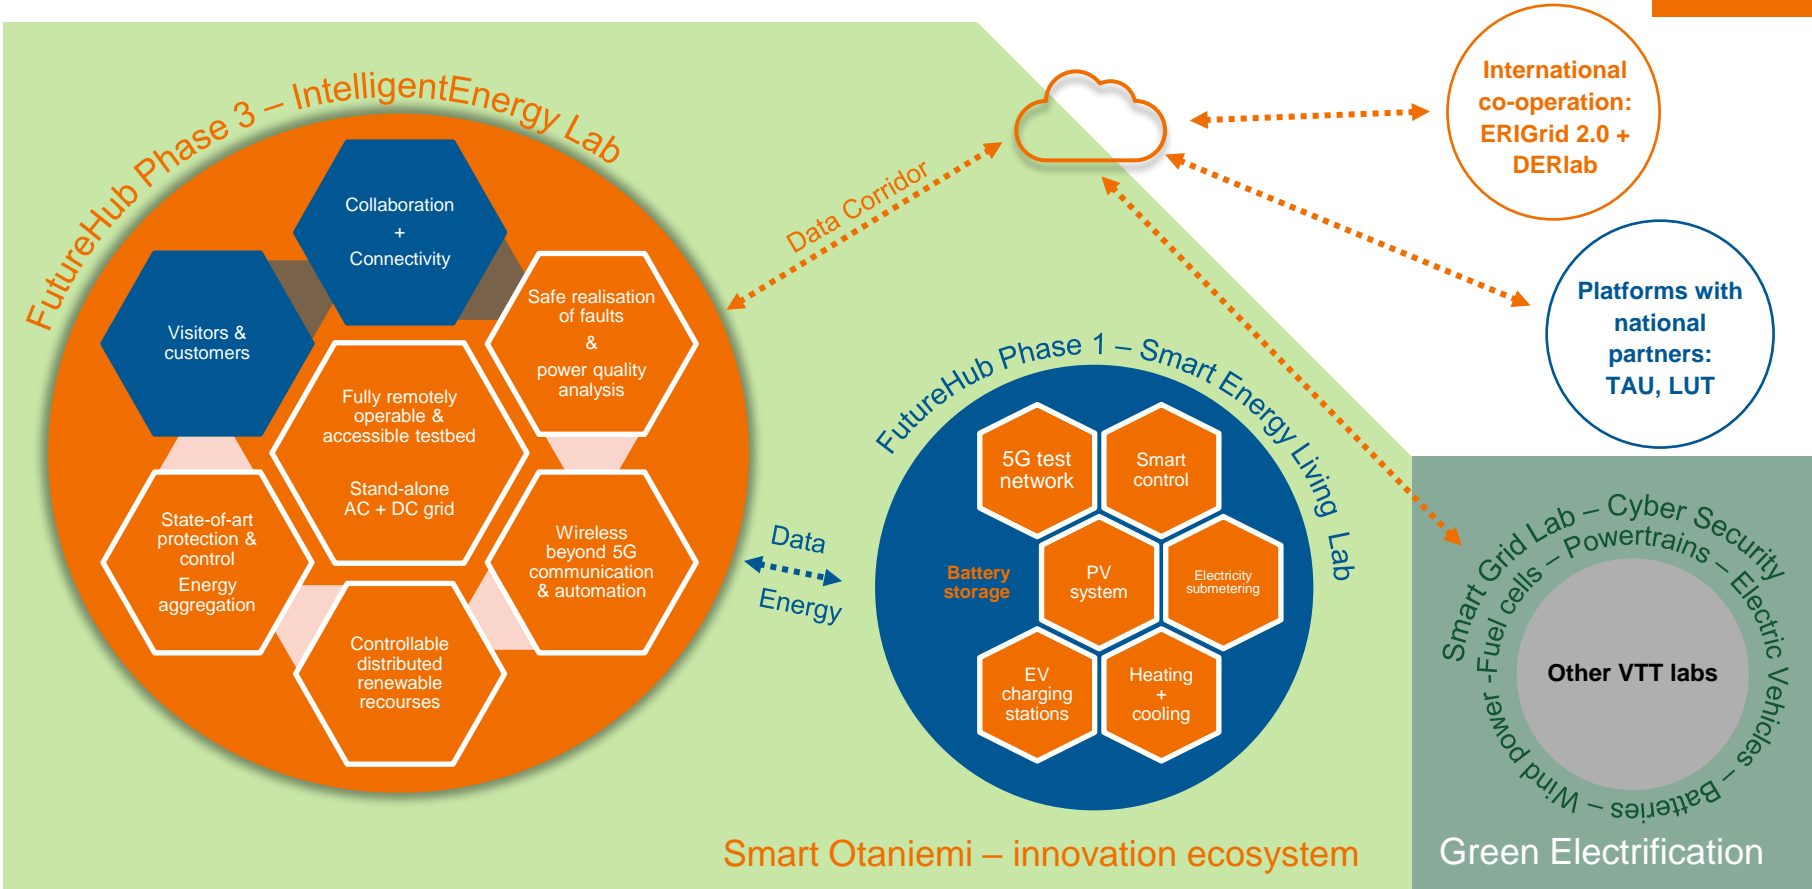 FutureHub Phase 3 – IntelligentEnergy Lab
Collaboration
+
Connectivity
Visitors &
customers
Safe realisation
of faults
&
power quality
analysis
Fully remotely
operable &
accessible testbed
Stand-alone
AC + DC grid
State-of-art
protection &
control
Energy
aggregation
Wireless
beyond 5G
communication
& automation
Controllable
distributed
renewable
recourses
Data Corridor
Data
Energy
FutureHub Phase 1 – Smart Energy Living Lab
5G test
network
Smart
control
Battery
storage
PV
system
Electricity
submetering
EV
charging
stations
Heating
+
cooling
International
co-operation:
ERIGrid 2.0 +
DERlab
Platforms with
national
partners:
TAU, LUT
Smart Grid Lab – Cyber Security
-Fuel cells – Powertrains – Electric Vehicles – Batteries – Wind power
Other VTT labs
Smart Otaniemi – innovation ecosystem
Green Electrification